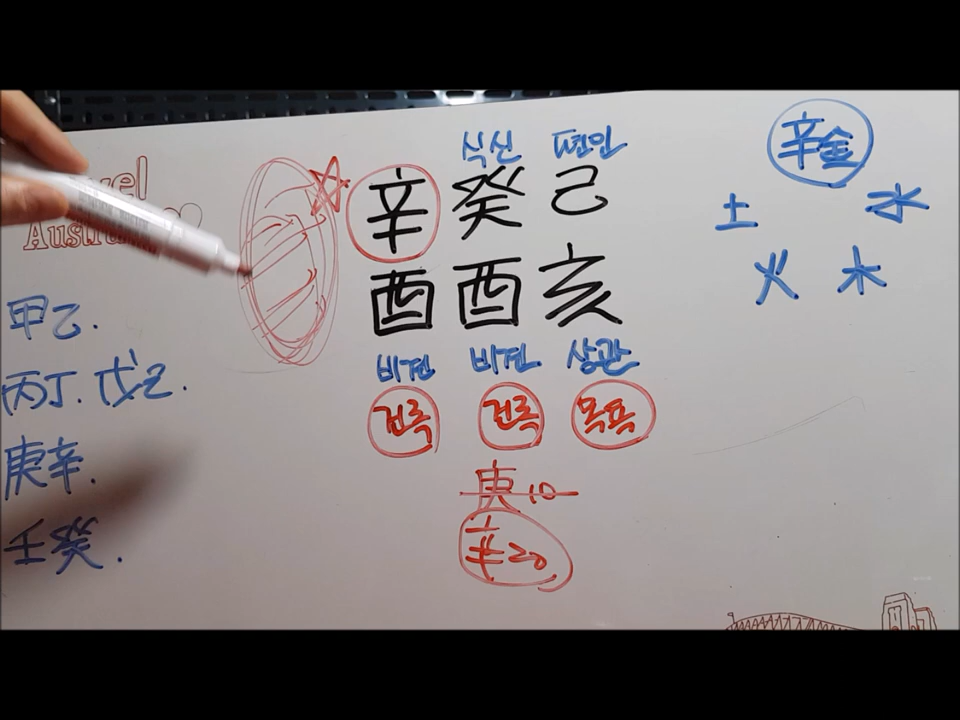 식신 편인
辛 癸 己
酉 酉 亥
비견 비견 상관
건록 건록 목욕
庚 10
辛 20
甲乙.
丙丁. 戊己.
庚辛.
壬癸.
辛金
土 水
火 木